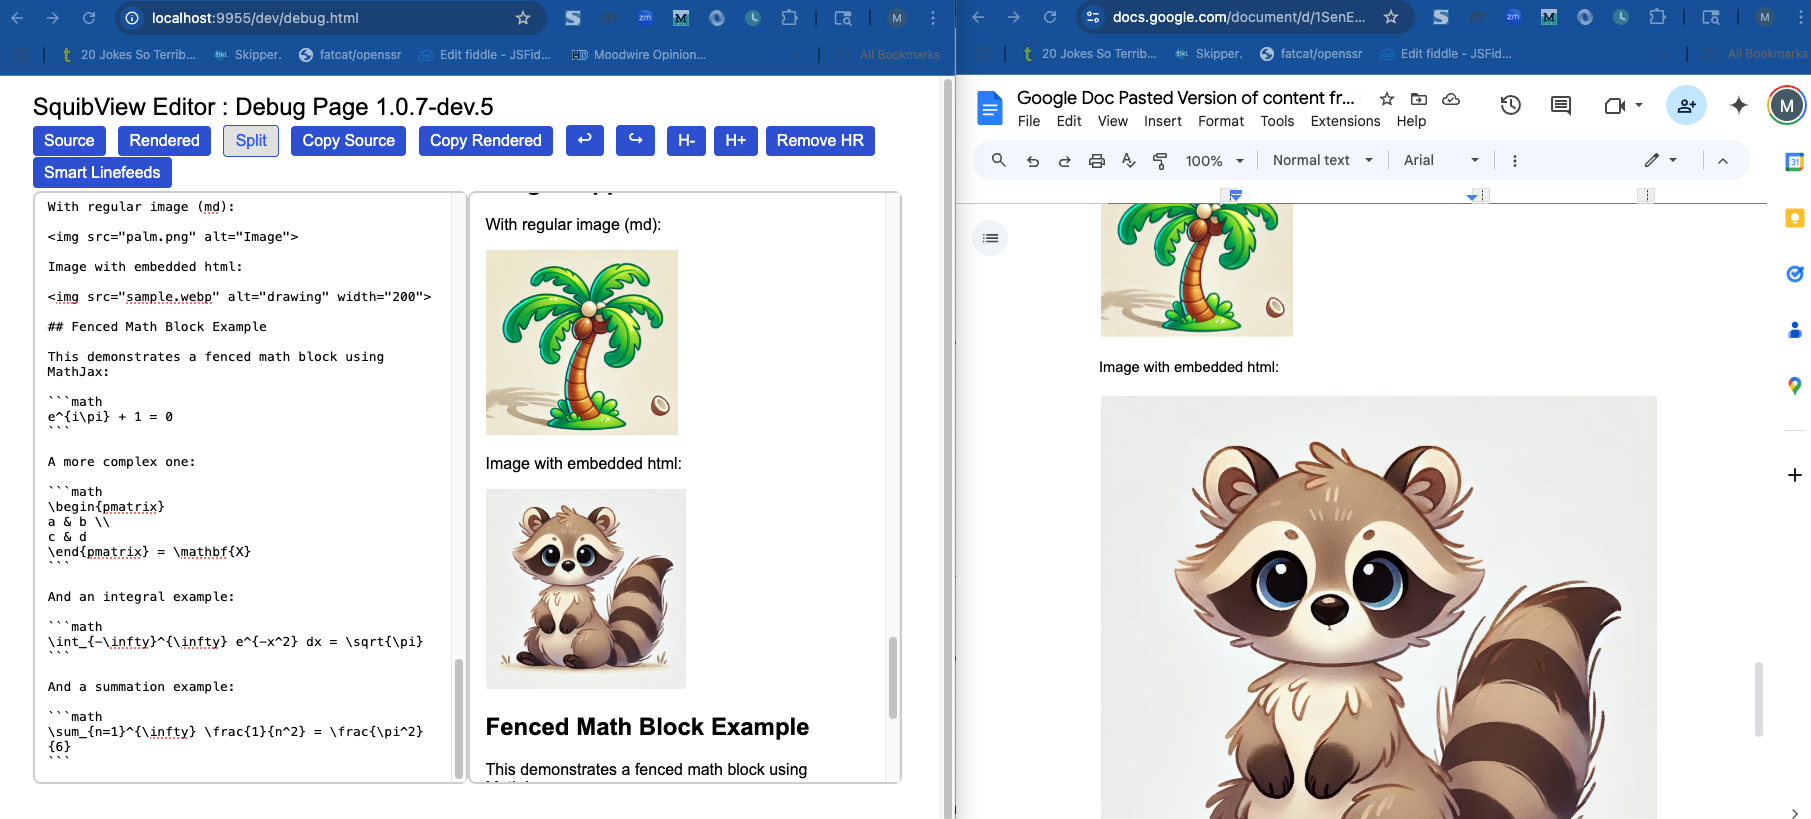 localhost:9955/dev/debug.html
20 Jokes So Terrib...
Skipper.
fatcat/openssr
Edit fiddle - JSFid...
Moodwire Opinion...
All Bookmarks
SquibView Editor : Debug Page 1.0.7-dev.5
Source
Rendered
Split
Copy Source
Copy Rendered
↩
↪
H-
H+
Remove HR
Smart Linefeeds
With regular image (md):
<img src="palm.png" alt="Image">
Image with embedded html:
<img src="sample.webp" alt="drawing" width="200">
## Fenced Math Block Example
This demonstrates a fenced math block using
MathJax:
```math
e^{i\pi} + 1 = 0
```
A more complex one:
```math
\begin{pmatrix}
a & b \\
c & d
\end{pmatrix} = \mathbf{X}
```
And an integral example:
```math
\int_{-\infty}^{\infty} e^{-x^2} dx = \sqrt{\pi}
```
And a summation example:
```math
\sum_{n=1}^{\infty} \frac{1}{n^2} = \frac{\pi^2}
{6}
```
With regular image (md):
Image with embedded html:
Fenced Math Block Example
This demonstrates a fenced math block using
docs.google.com/document/d/1SenE...
20 Jokes So Terrib...
Skipper.
fatcat/openssr
Edit fiddle - JSFid...
All Bookmarks
Google Doc Pasted Version of content fr...
File Edit View Insert Format Tools Extensions Help
M
100%
Normal text
Arial
31
Image with embedded html: